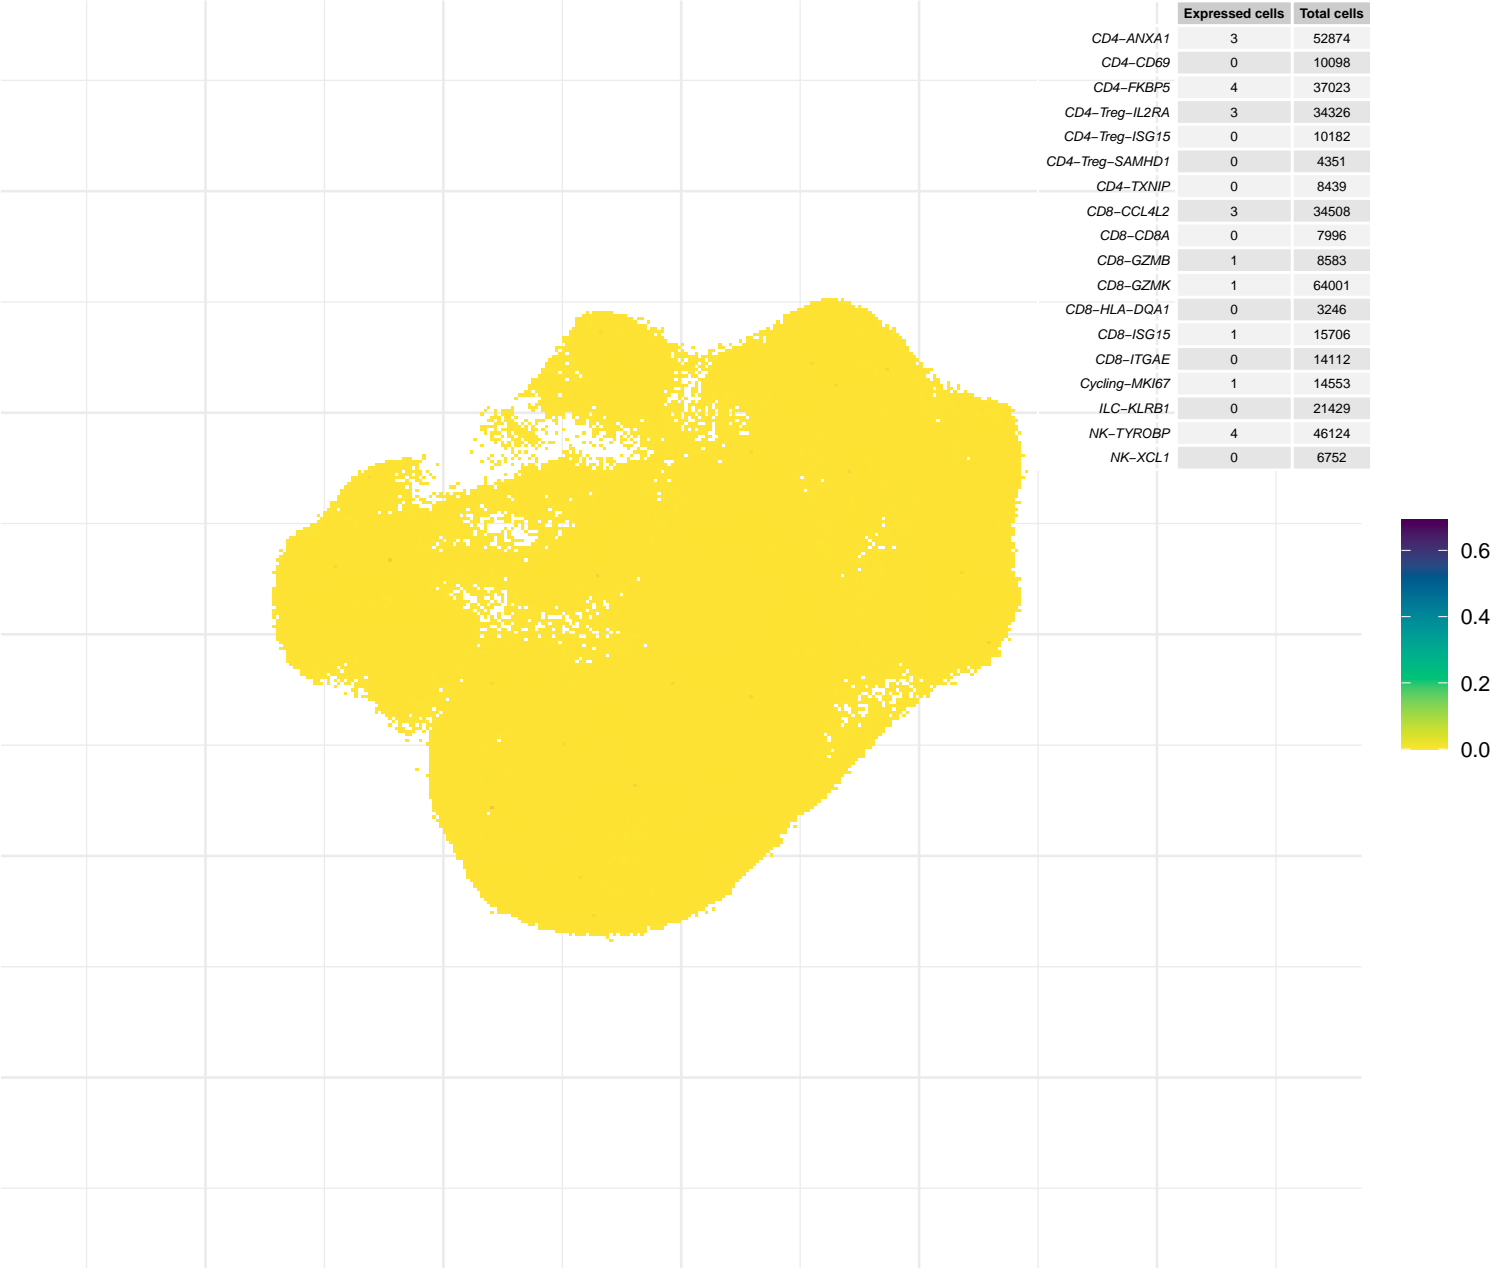 Expressed cells Total cells
CD4−ANXA1 3 52874
CD4−CD69 0 10098
CD4−FKBP5 4 37023
CD4−Treg−IL2RA 3 34326
CD4−Treg−ISG15 0 10182
CD4−Treg−SAMHD1 0 4351
CD4−TXNIP 0 8439
CD8−CCL4L2 3 34508
CD8−CD8A 0 7996
CD8−GZMB 1 8583
CD8−GZMK 1 64001
CD8−HLA−DQA1 0 3246
CD8−ISG15 1 15706
CD8−ITGAE 0 14112
Cycling−MKI67 1 14553
ILC−KLRB1 0 21429
NK−TYROBP 4 46124
NK−XCL1 0 6752
0.6
0.4
0.2
0.0